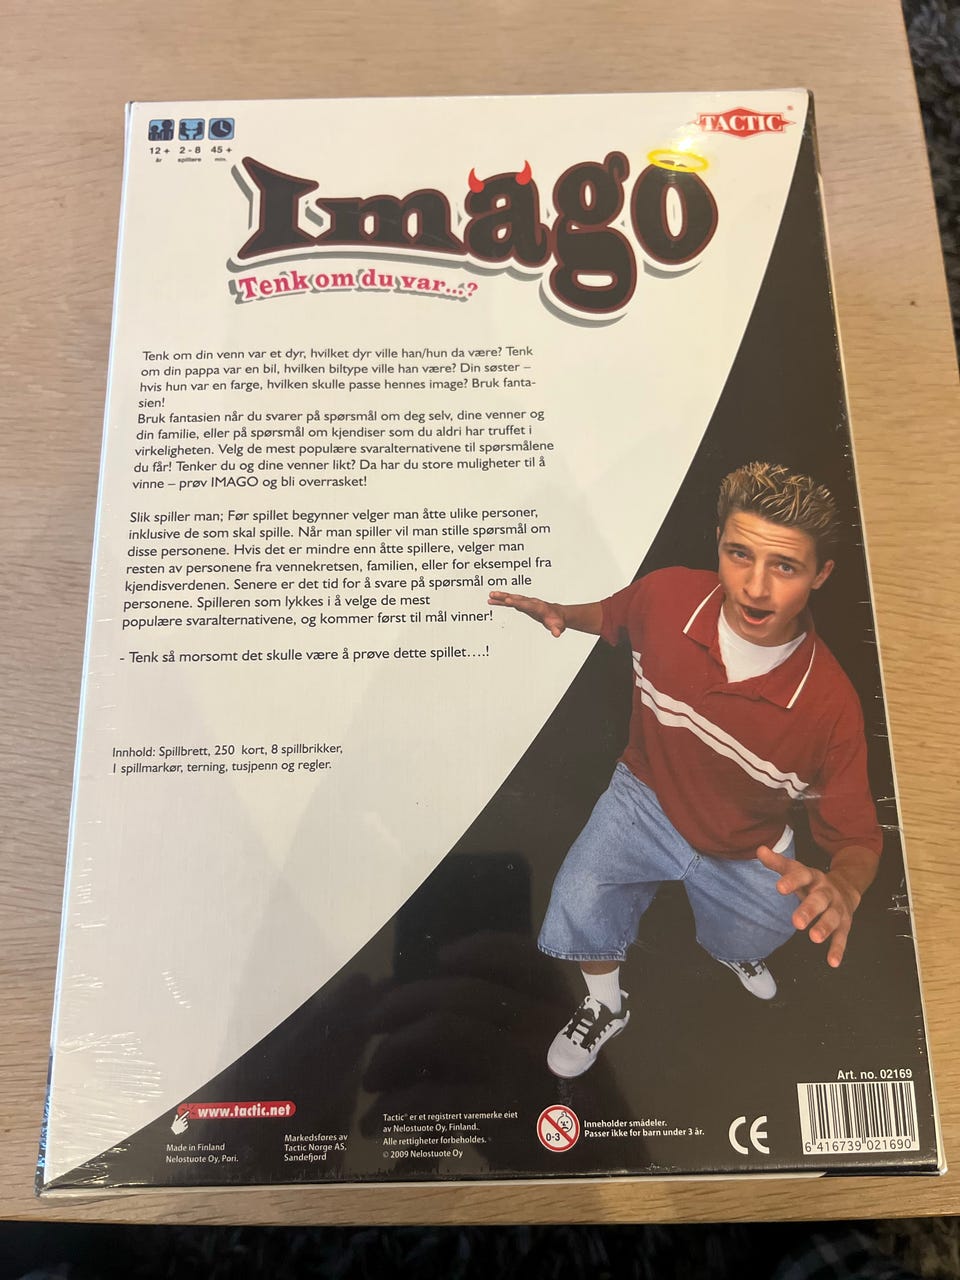 TACTIC
12 + 2 - 8 45 +
år spillere min.
Imago
Tenk om du var...?
Tenk om din venn var et dyr, hvilket dyr ville han/hun da være? Tenk
om din pappa var en bil, hvilken biltype ville han være? Din søster –
hvis hun var en farge, hvilken skulle passe hennes image? Bruk fanta-
sien!
Bruk fantasien når du svarer på spørsmål om deg selv, dine venner og
din familie, eller på spørsmål om kjendiser som du aldri har truffet i
virkeligheten. Velg de mest populære svaralternativene til spørsmålene
du får! Tenker du og dine venner likt? Da har du store muligheter til å
vinne – prøv IMAGO og bli overrasket!
Slik spiller man; Før spillet begynner velger man åtte ulike personer,
inklusive de som skal spille. Når man spiller vil man stille spørsmål om
disse personene. Hvis det er mindre enn åtte spillere, velger man
resten av personene fra vennekretsen, familien, eller for eksempel fra
kjendisverdenen. Senere er det tid for å svare på spørsmål om alle
personene. Spilleren som lykkes i å velge de mest
populære svaralternativene, og kommer først til mål vinner!
- Tenk så morsomt det skulle være å prøve dette spillet....!
Innhold: Spillbrett, 250 kort, 8 spillbrikker,
1 spillmarkør, terning, tusjpenn og regler.
Art. no. 02169
www.tactic.net
Made in Finland
Nelostuote Oy, Pori.
Markedsføres av
Tactic Norge AS,
Sandefjord
Tactic® er et registrert varemerke eiet
av Nelostuote Oy, Finland.
Alle rettigheter forbeholdes.
© 2009 Nelostuote Oy
0-3
Inneholder smådeler.
Passer ikke for barn under 3 år.
CE
6 416739 021690